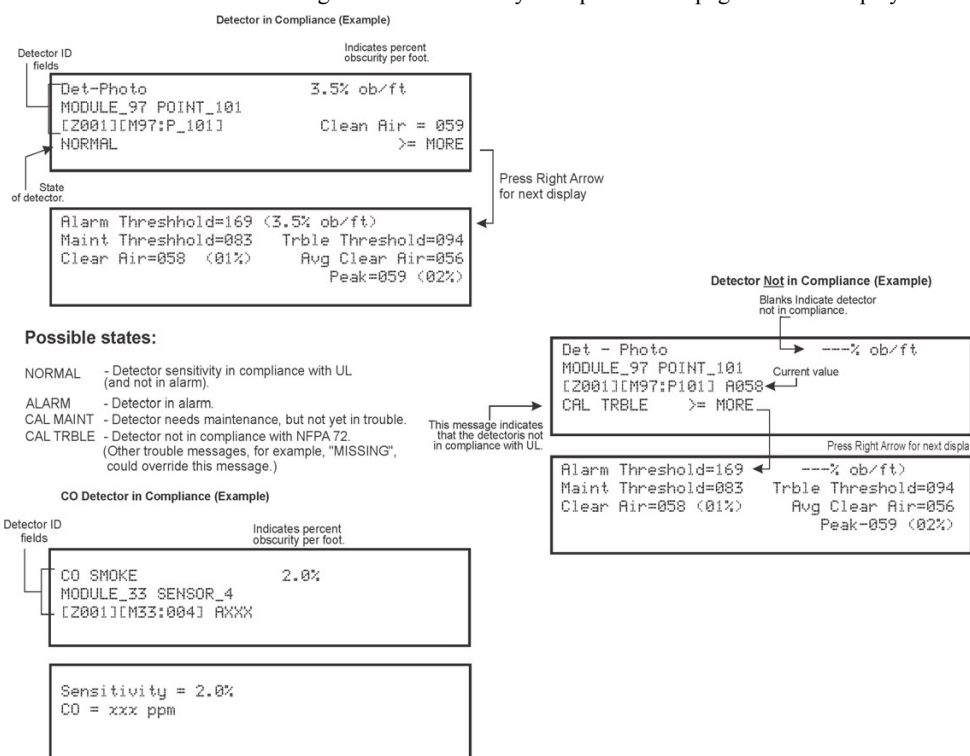 Detector in Compliance (Example)
Detector ID
fields
Indicates percent
obscurity per foot.
Det-Photo 3.5% ob/ft
MODULE_97 POINT_101
[Z001][M97:P_101] Clean Air = 059
NORMAL >= MORE
State
of detector.
Press Right Arrow
for next display
Alarm Threshhold=169 (3.5% ob/ft)
Maint Threshhold=083 Trble Threshold=094
Clear Air=058 (01%) Avg Clear Air=056
Peak=059 (02%)
Possible states:
NORMAL - Detector sensitivity in compliance with UL
(and not in alarm).
ALARM - Detector in alarm.
CAL MAINT - Detector needs maintenance, but not yet in trouble.
CAL TRBLE - Detector not in compliance with NFPA 72.
(Other trouble messages, for example, "MISSING",
could override this message.)
Detector Not in Compliance (Example)
Blanks Indicate detector
not in compliance.
Det - Photo ---% ob/ft
MODULE_97 POINT_101
Current value
[Z001][M97:P101] A058
CAL TRBLE >= MORE
This message indicates
that the detectoris not
in compliance with UL.
Press Right Arrow for next displa
Alarm Threshold=169 ---% ob/ft)
Maint Threshold=083 Trble Threshold=094
Clear Air=058 (01%) Avg Clear Air=056
Peak-059 (02%)
CO Detector in Compliance (Example)
Detector ID
fields
Indicates percent
obscurity per foot.
CO SMOKE 2.0%
MODULE_33 SENSOR_4
[Z001][M33:004] AXXX
Sensitivity = 2.0%
CO = xxx ppm